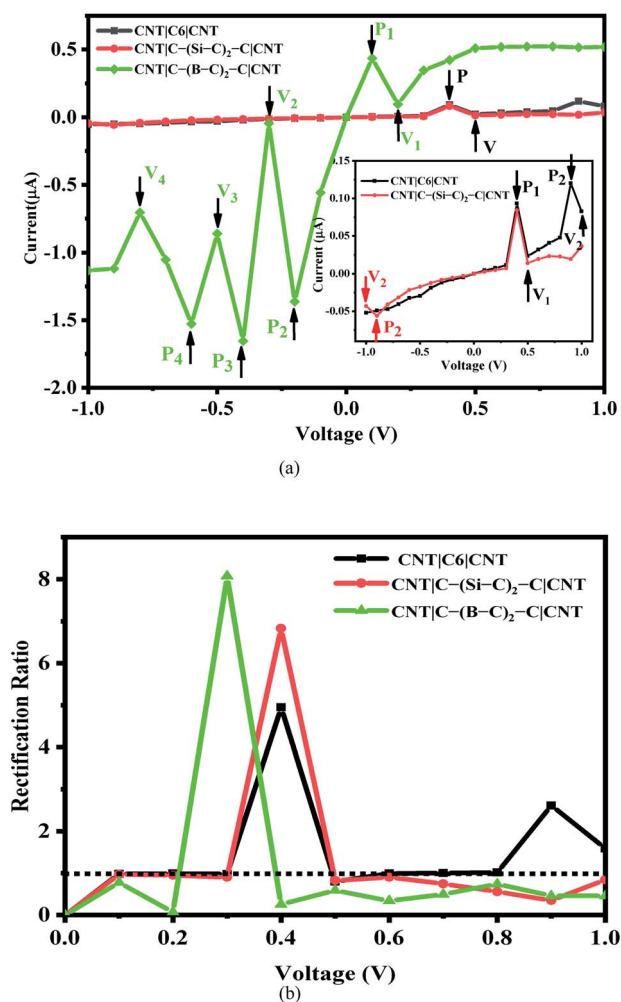 CNT|C6|CNT
CNT|C−(Si−C)₂−C|CNT
CNT|C−(B−C)₂−C|CNT
P₁
P
V₂
V₁
V
V₄
V₃
P₂
P₄
P₃
0.5
0.0
-0.5
-1.0
-1.5
-2.0
Current(μA)
-1.0
-0.5
0.0
0.5
1.0
Voltage (V)
CNT|C6|CNT
CNT|C−(Si−C)₂−C|CNT
P₁
P₂
V₂
V₁
V₂
P₂
0.15
0.10
0.05
0.00
-0.05
Current (μA)
-1.0
-0.5
0.0
0.5
1.0
Voltage (V)
(a)
CNT|C6|CNT
CNT|C−(Si−C)₂−C|CNT
CNT|C−(B−C)₂−C|CNT
8
6
4
2
0
Rectification Ratio
0.0
0.2
0.4
0.6
0.8
1.0
Voltage (V)
(b)